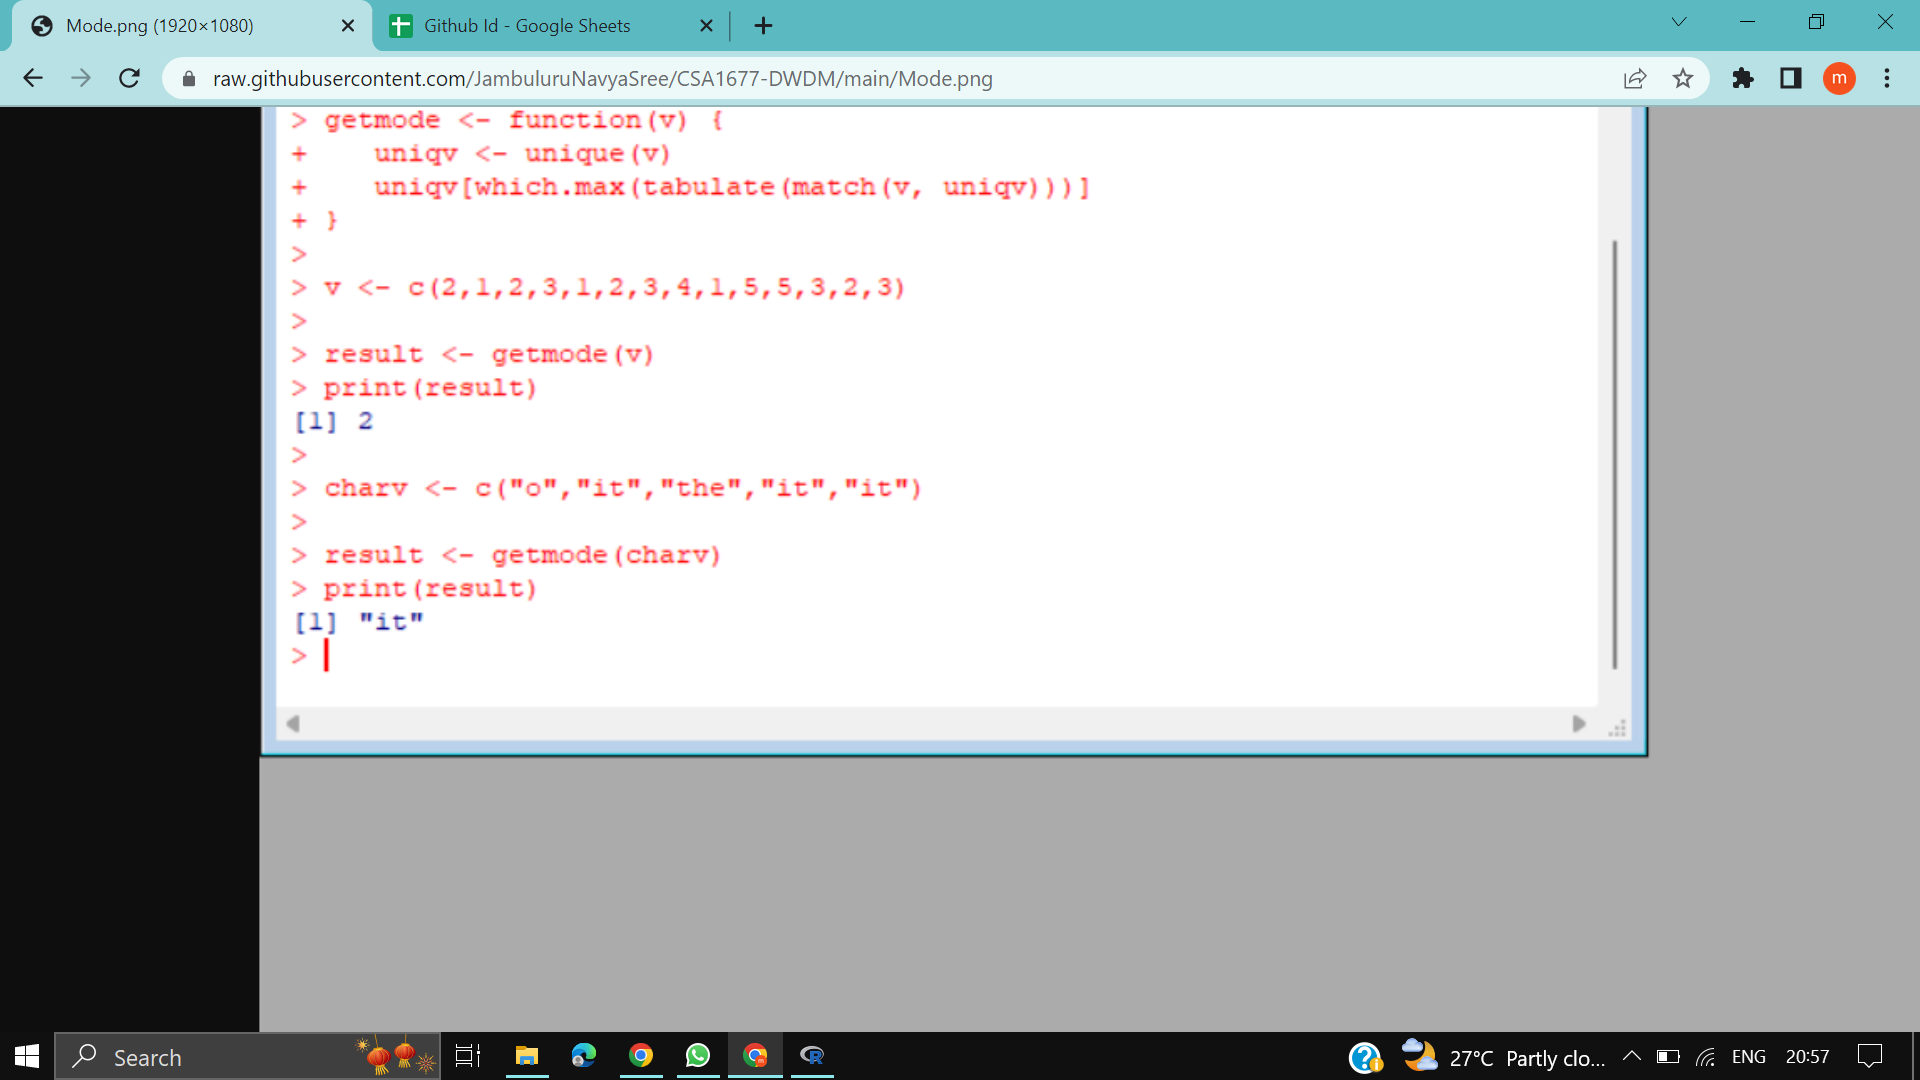 Mode.png (1920×1080)
Github Id - Google Sheets
raw.githubusercontent.com/JambuluruNavyaSree/CSA1677-DWDM/main/Mode.png
m
> getmode <- function(v) {
+    uniqv <- unique(v)
+    uniqv[which.max(tabulate(match(v, uniqv)))]
+ }
>
> v <- c(2,1,2,3,1,2,3,4,1,5,5,3,2,3)
>
> result <- getmode(v)
> print(result)
[1] 2
>
> charv <- c("o","it","the","it","it")
>
> result <- getmode(charv)
> print(result)
[1] "it"
>
Search
27°C Partly clo...
ENG
20:57